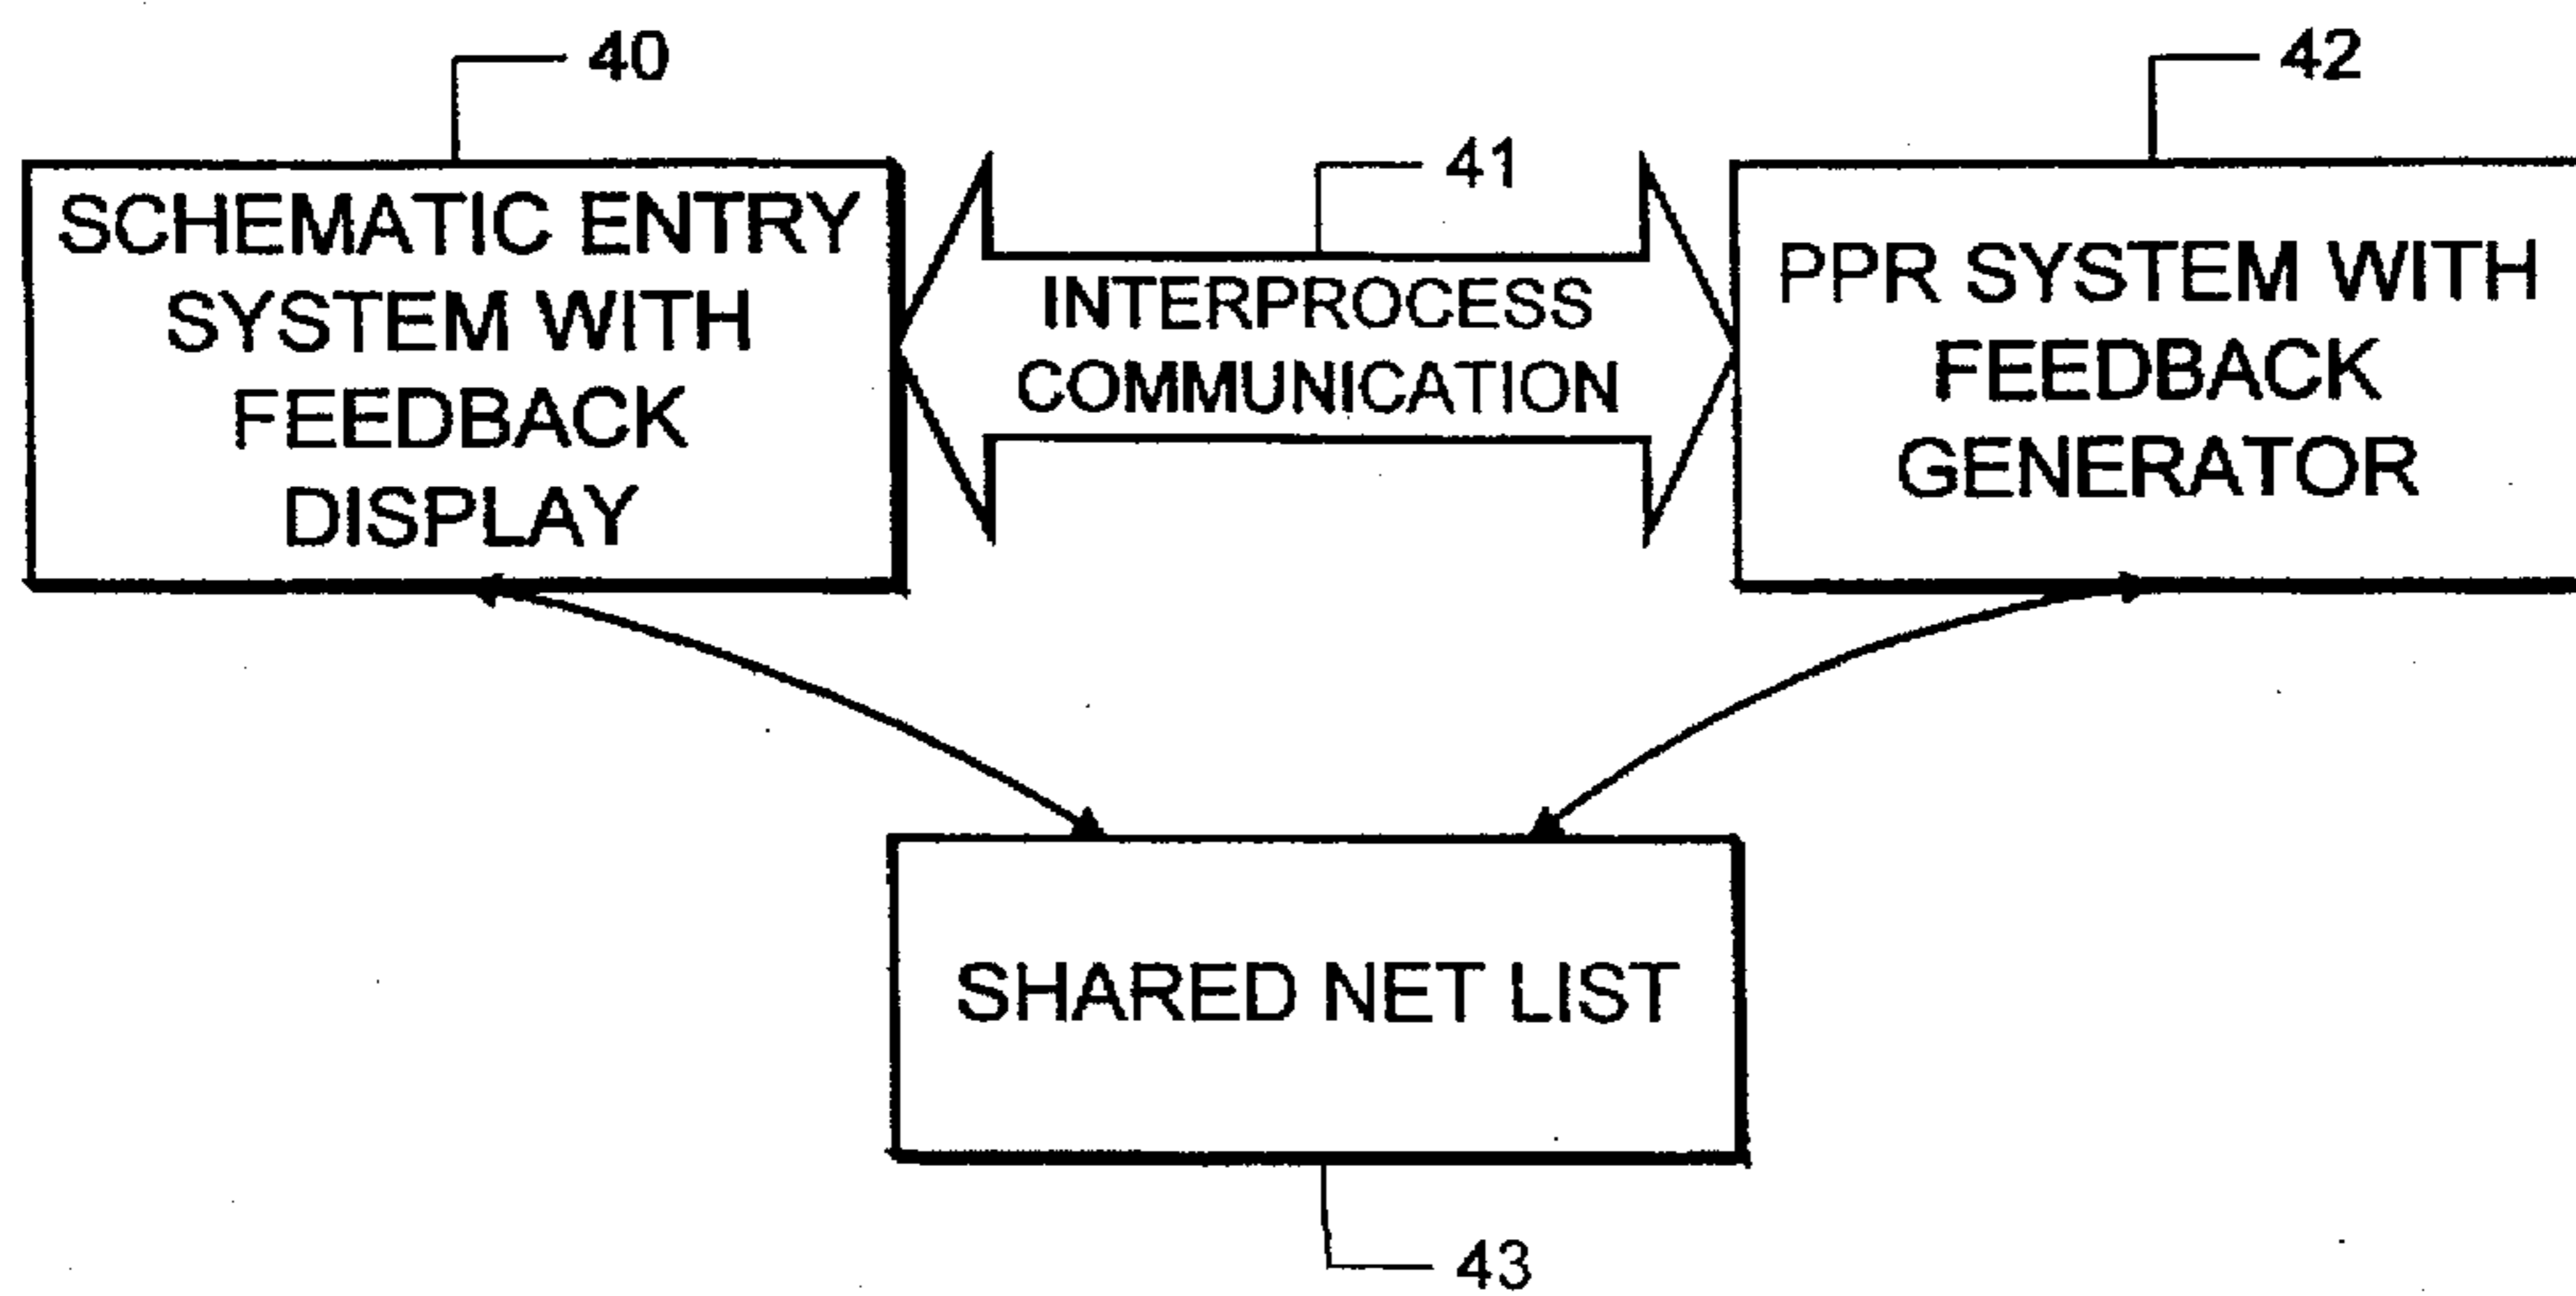 40
42
41
SCHEMATIC ENTRY
SYSTEM WITH
FEEDBACK
DISPLAY
INTERPROCESS
COMMUNICATION
PPR SYSTEM WITH
FEEDBACK
GENERATOR
SHARED NET LIST
43